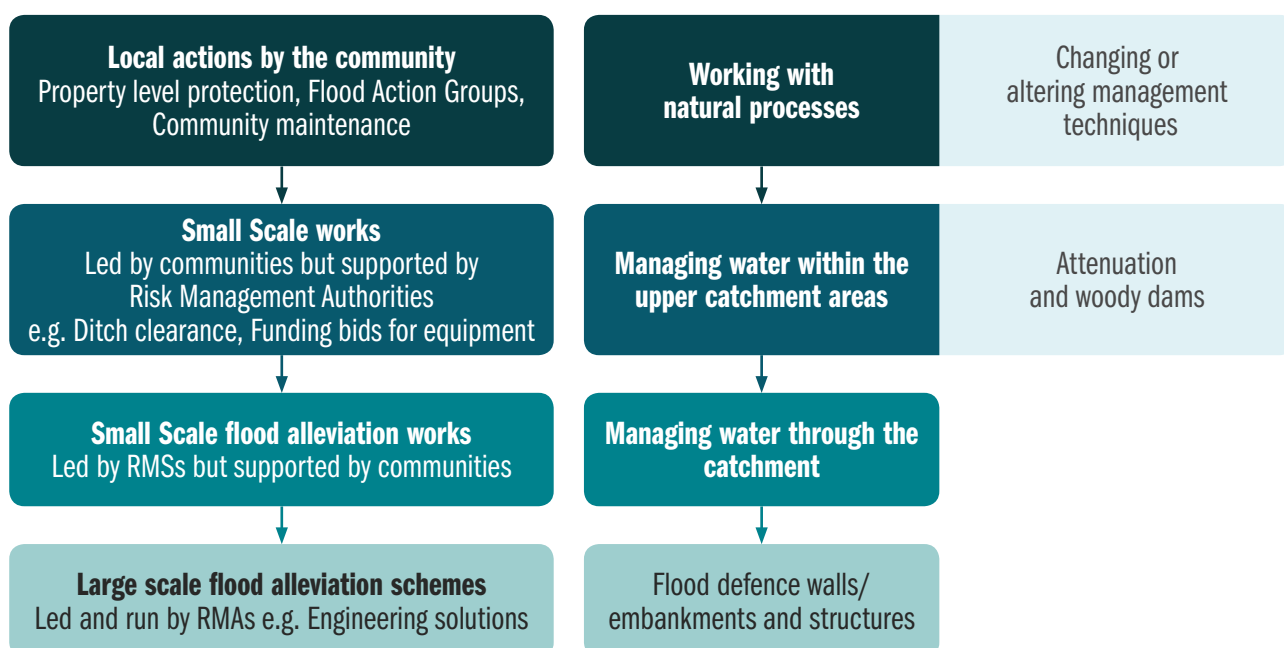 Local actions by the community
Property level protection, Flood Action Groups,
Community maintenance
Working with
natural processes
Changing or
altering management
techniques
Small Scale works
Led by communities but supported by
Risk Management Authorities
e.g. Ditch clearance, Funding bids for equipment
Managing water within the
upper catchment areas
Attenuation
and woody dams
Small Scale flood alleviation works
Led by RMSs but supported by communities
Managing water through the
catchment
Large scale flood alleviation schemes
Led and run by RMAs e.g. Engineering solutions
Flood defence walls/
embankments and structures